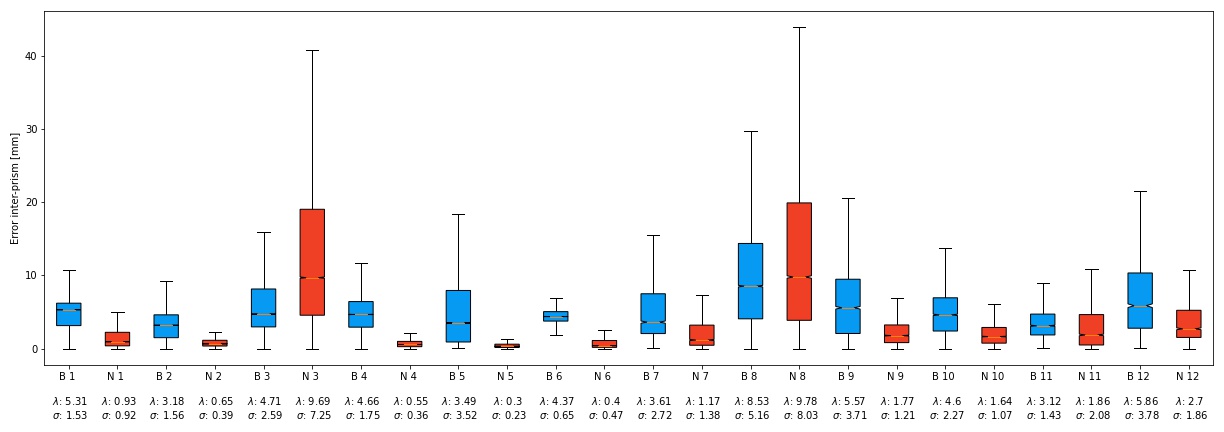 40
30
20
10
0
Error inter-prism [mm]
B 1 N 1 B 2 N 2 B 3 N 3 B 4 N 4 B 5 N 5 B 6 N 6 B 7 N 7 B 8 N 8 B 9 N 9 B 10 N 10 B 11 N 11 B 12 N 12
λ: 5.31 λ: 0.93 λ: 3.18 λ: 0.65 λ: 4.71 λ: 9.69 λ: 4.66 λ: 0.55 λ: 3.49 λ: 0.3 λ: 4.37 λ: 0.4 λ: 3.61 λ: 1.17 λ: 8.53 λ: 9.78 λ: 5.57 λ: 1.77 λ: 4.6 λ: 1.64 λ: 3.12 λ: 1.86 λ: 5.86 λ: 2.7
σ: 1.53 σ: 0.92 σ: 1.56 σ: 0.39 σ: 2.59 σ: 7.25 σ: 1.75 σ: 0.36 σ: 3.52 σ: 0.23 σ: 0.65 σ: 0.47 σ: 2.72 σ: 1.38 σ: 5.16 σ: 8.03 σ: 3.71 σ: 1.21 σ: 2.27 σ: 1.07 σ: 1.43 σ: 2.08 σ: 3.78 σ: 1.86